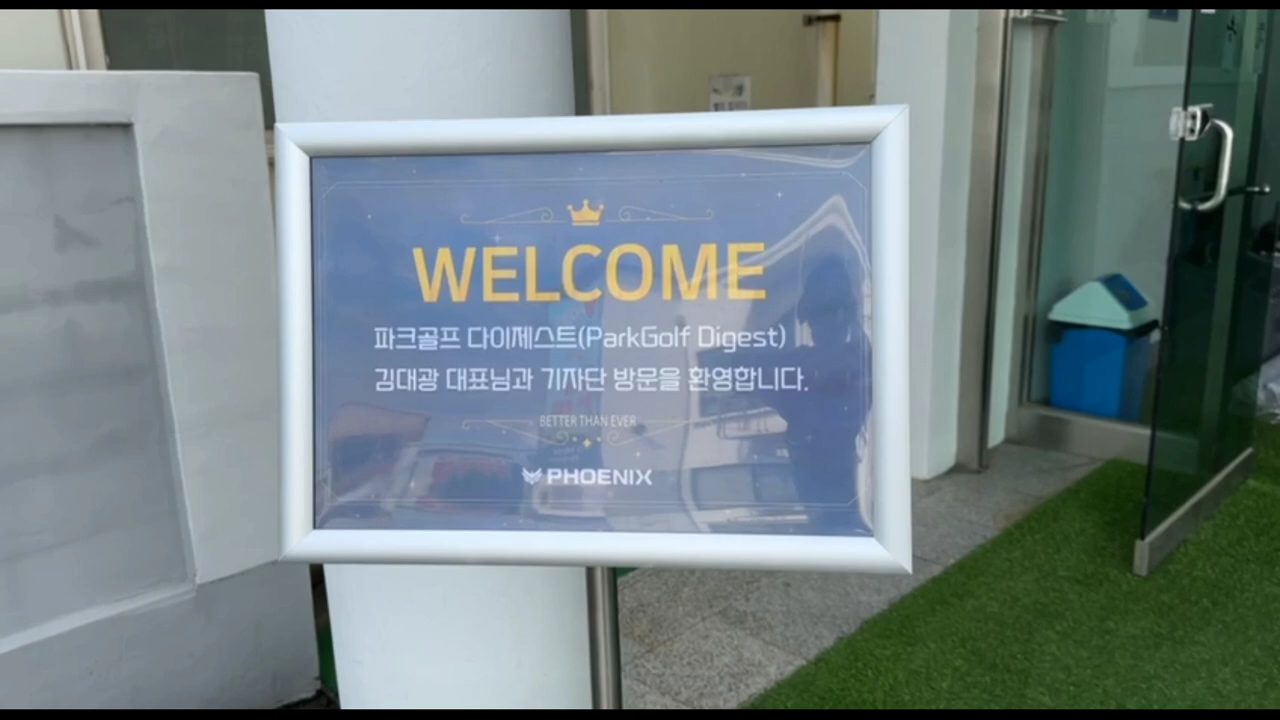 WELCOME
파크골프 다이제스트(ParkGolf Digest)
김대광 대표님과 기자단 방문을 환영합니다.
BETTER THAN EVER
PHOENIX